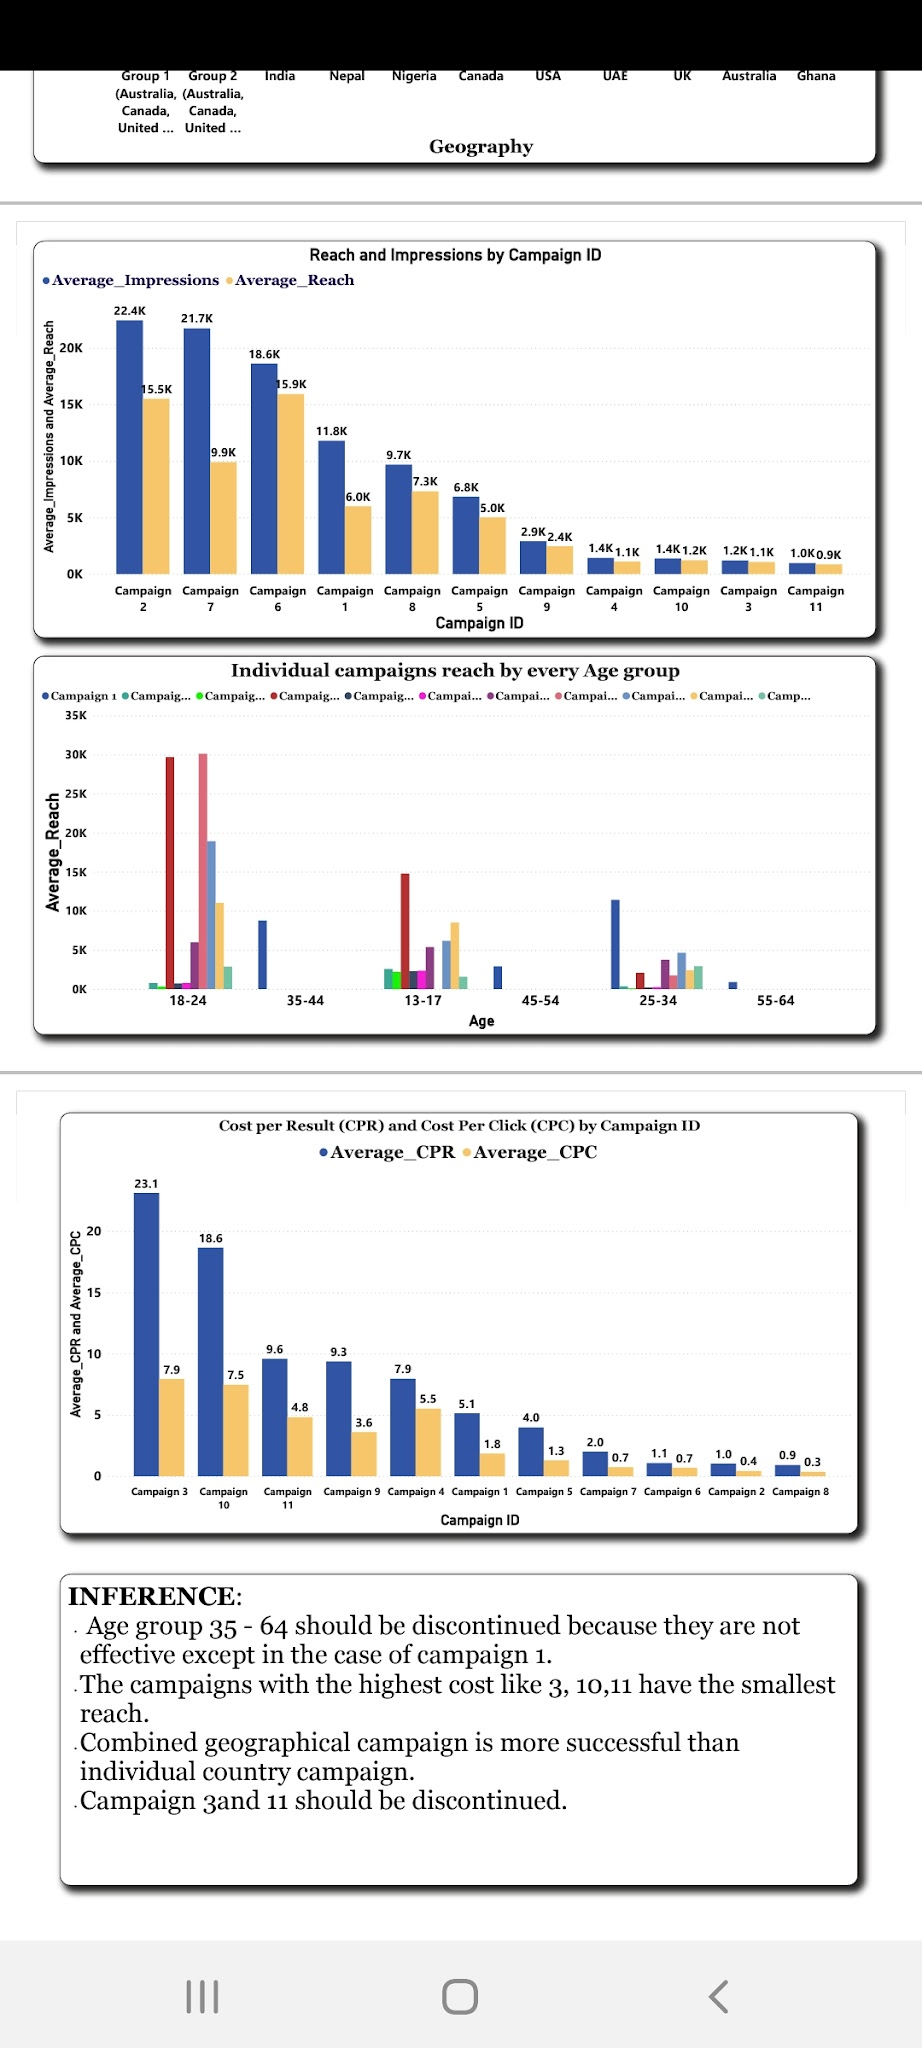 Group 1 Group 2 India Nepal Nigeria Canada USA UAE UK Australia Ghana
(Australia, (Australia,
Canada, Canada,
United ... United ...
Geography
Reach and Impressions by Campaign ID
Average_Impressions Average_Reach
Average_Impressions and Average_Reach
20K
15K
10K
5K
0K
22.4K 15.5K 21.7K 9.9K 18.6K 15.9K 11.8K 6.0K 9.7K 7.3K 6.8K 5.0K 2.9K 2.4K 1.4K 1.1K 1.4K 1.2K 1.2K 1.1K 1.0K 0.9K
Campaign Campaign Campaign Campaign Campaign Campaign Campaign Campaign Campaign Campaign Campaign
2 7 6 1 8 5 9 4 10 3 11
Campaign ID
Individual campaigns reach by every Age group
Campaign 1 Campaig... Campaig... Campaig... Campaig... Campai... Campai... Campai... Campai... Campai... Camp...
Average_Reach
35K
30K
25K
20K
15K
10K
5K
0K
18-24 35-44 13-17 45-54 25-34 55-64
Age
Cost per Result (CPR) and Cost Per Click (CPC) by Campaign ID
Average_CPR Average_CPC
Average_CPR and Average_CPC
20
15
10
5
0
23.1 7.9 18.6 7.5 9.6 4.8 9.3 3.6 7.9 5.5 5.1 1.8 4.0 1.3 2.0 0.7 1.1 0.7 1.0 0.4 0.9 0.3
Campaign 3 Campaign Campaign Campaign 9 Campaign 4 Campaign 1 Campaign 5 Campaign 7 Campaign 6 Campaign 2 Campaign 8
10 11
Campaign ID
INFERENCE:
. Age group 35 - 64 should be discontinued because they are not
effective except in the case of campaign 1.
.The campaigns with the highest cost like 3, 10,11 have the smallest
reach.
.Combined geographical campaign is more successful than
individual country campaign.
.Campaign 3and 11 should be discontinued.